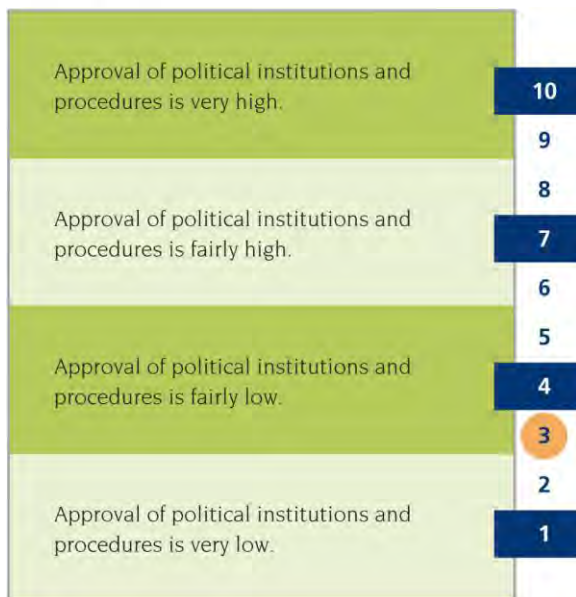 Approval of political institutions and
procedures is very high.
10
9
8
Approval of political institutions and
procedures is fairly high.
7
6
5
Approval of political institutions and
procedures is fairly low.
4
3
2
Approval of political institutions and
procedures is very low.
1